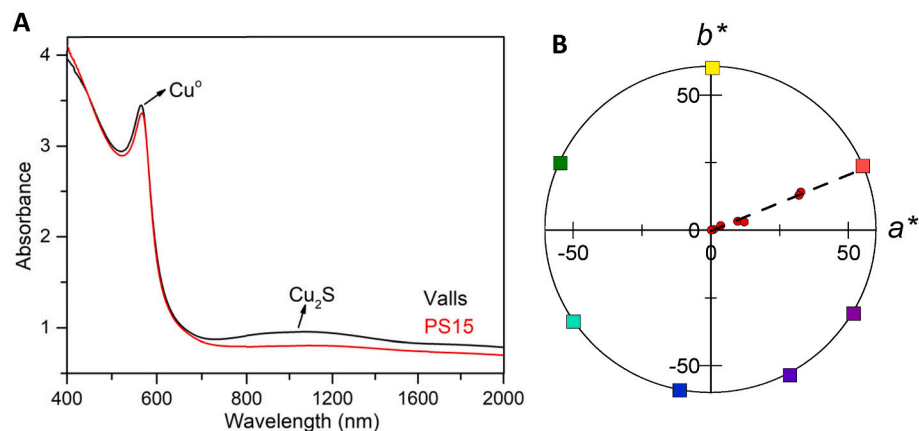 A
Absorbance
4
3
2
1
Cu°
Cu₂S
Valls
PS15
400 600 800 1000 1200 1400 1600 1800 2000
Wavelength (nm)
B
b*
50
0
-50
-50 0 50
a*